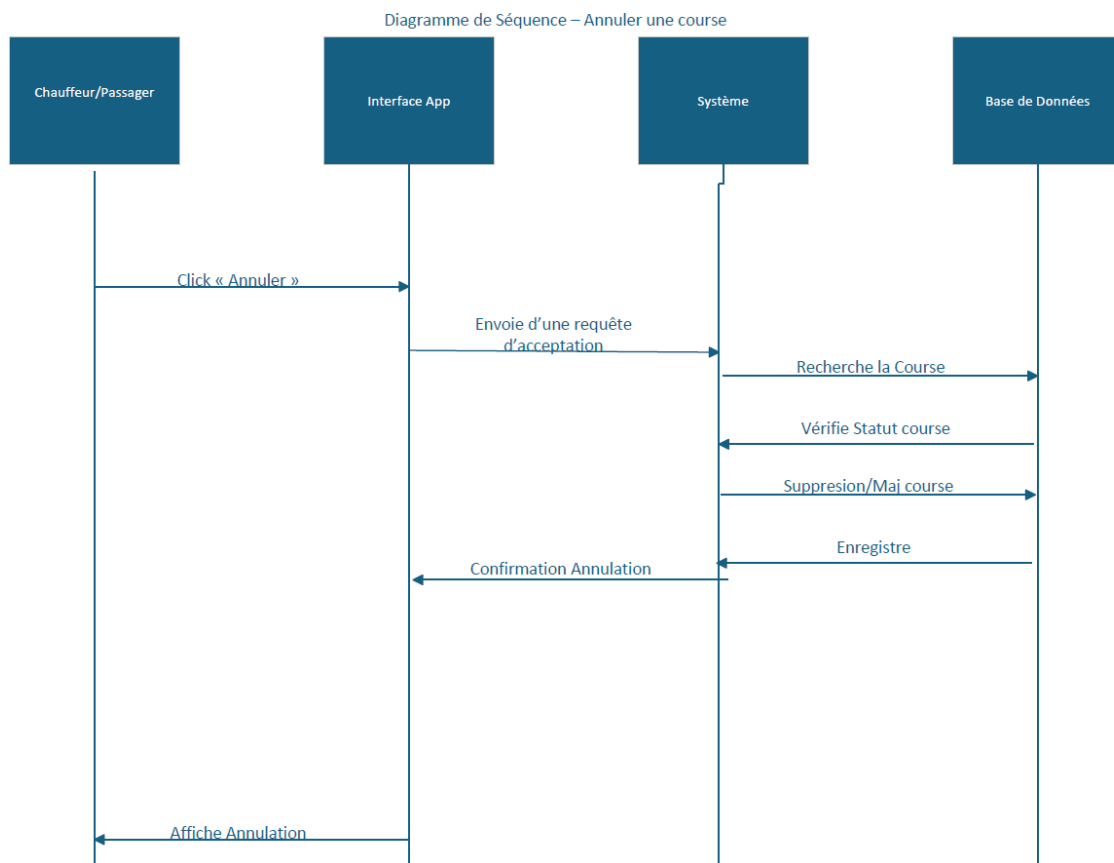 Diagramme de Séquence – Annuler une course
Chauffeur/Passager
Interface App
Système
Base de Données
Click « Annuler »
Envoie d’une requête
d’acceptation
Recherche la Course
Vérifie Statut course
Suppresion/Maj course
Enregistre
Confirmation Annulation
Affiche Annulation